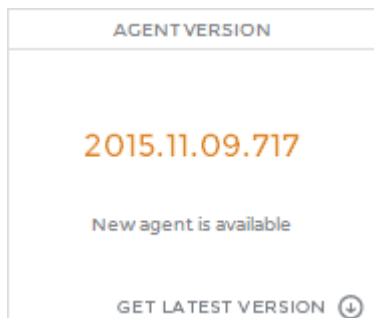 AGENT VERSION
2015.11.09.717
New agent is available
GET LATEST VERSION